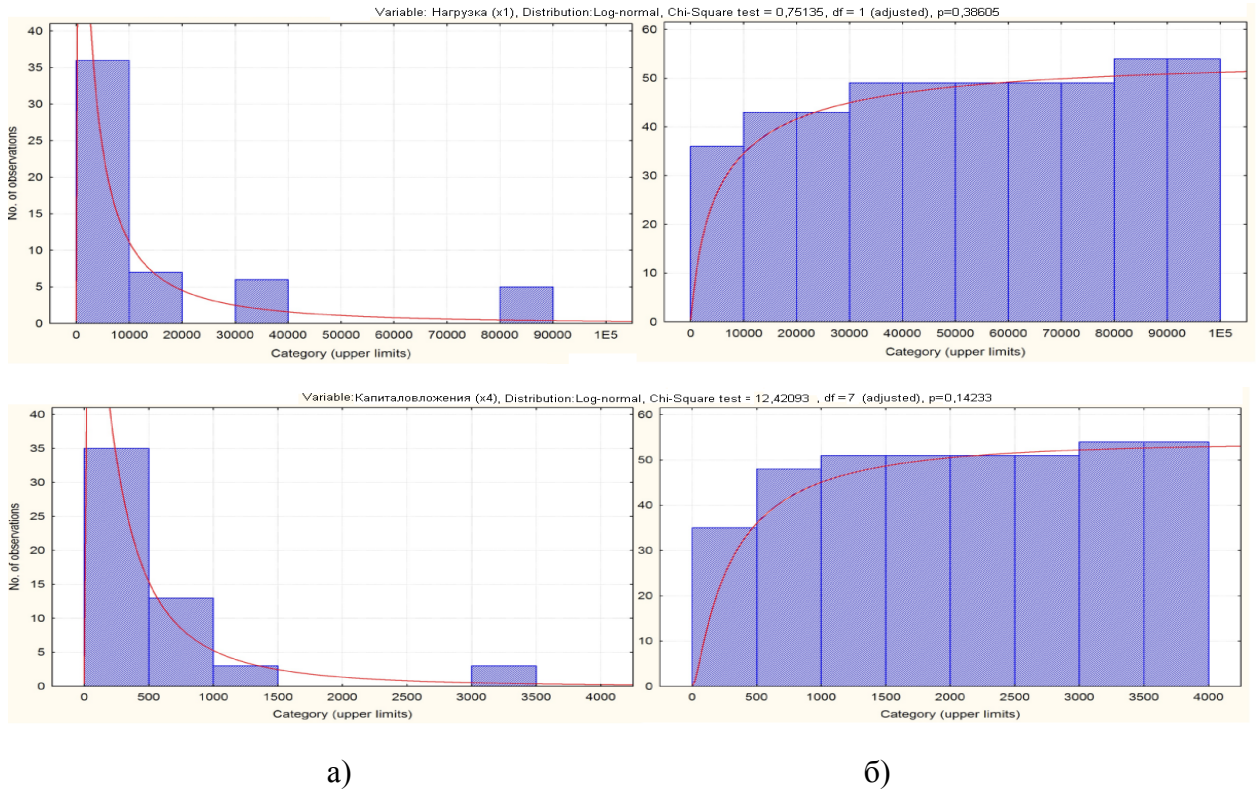 Variable: Нагрузка (x1), Distribution:Log-normal, Chi-Square test = 0,75135, df = 1 (adjusted), p=0,38605
No. of observations
40
35
30
25
20
15
10
5
0
0 10000 20000 30000 40000 50000 60000 70000 80000 90000 1E5
Category (upper limits)
60
50
40
30
20
10
0
0 10000 20000 30000 40000 50000 60000 70000 80000 90000 1E5
Category (upper limits)
Variable:Капиталовложения (x4), Distribution:Log-normal, Chi-Square test = 12,42093 , df =7 (adjusted), p=0,14233
No. of observations
40
35
30
25
20
15
10
5
0
0 500 1000 1500 2000 2500 3000 3500 4000
Category (upper limits)
60
50
40
30
20
10
0
0 500 1000 1500 2000 2500 3000 3500 4000
Category (upper limits)
а) б)